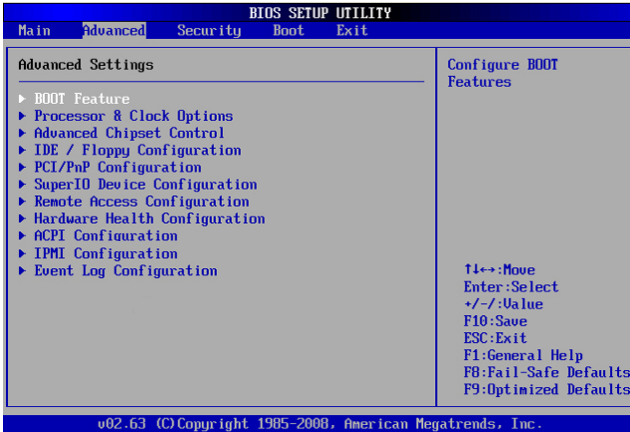 BIOS SETUP UTILITY
Main Advanced Security Boot Exit
Advanced Settings
BOOT Feature
Processor & Clock Options
Advanced Chipset Control
IDE / Floppy Configuration
PCI/PnP Configuration
SuperIO Device Configuration
Remote Access Configuration
Hardware Health Configuration
ACPI Configuration
IPMI Configuration
Event Log Configuration
Configure BOOT
Features
↑↓←→:Move
Enter:Select
+/-/:Value
F10:Save
ESC:Exit
F1:General Help
F8:Fail-Safe Defaults
F9:Optimized Defaults
v02.63 (C)Copyright 1985-2008, American Megatrends, Inc.